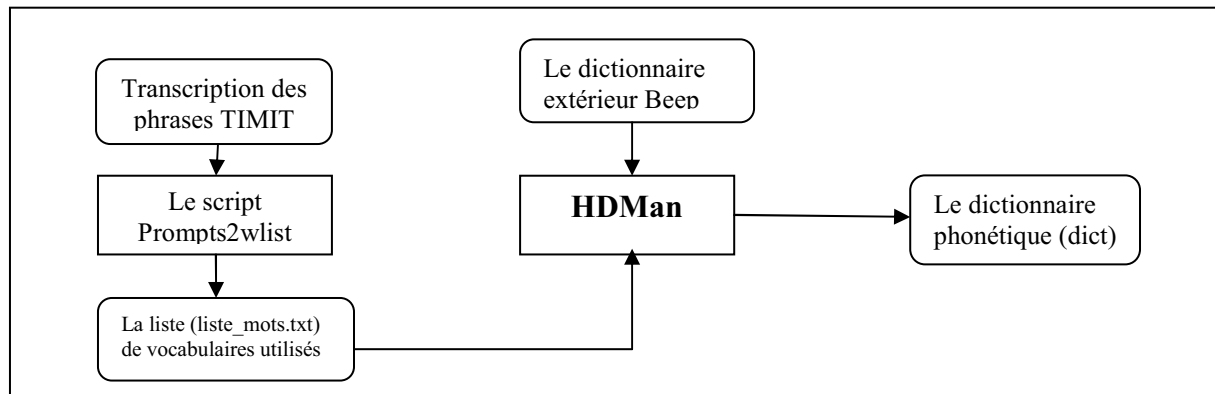 Transcription des
phrases TIMIT
Le script
Prompts2wlist
La liste (liste_mots.txt)
de vocabulaires utilisés
Le dictionnaire
extérieur Beep
HDMan
Le dictionnaire
phonétique (dict)